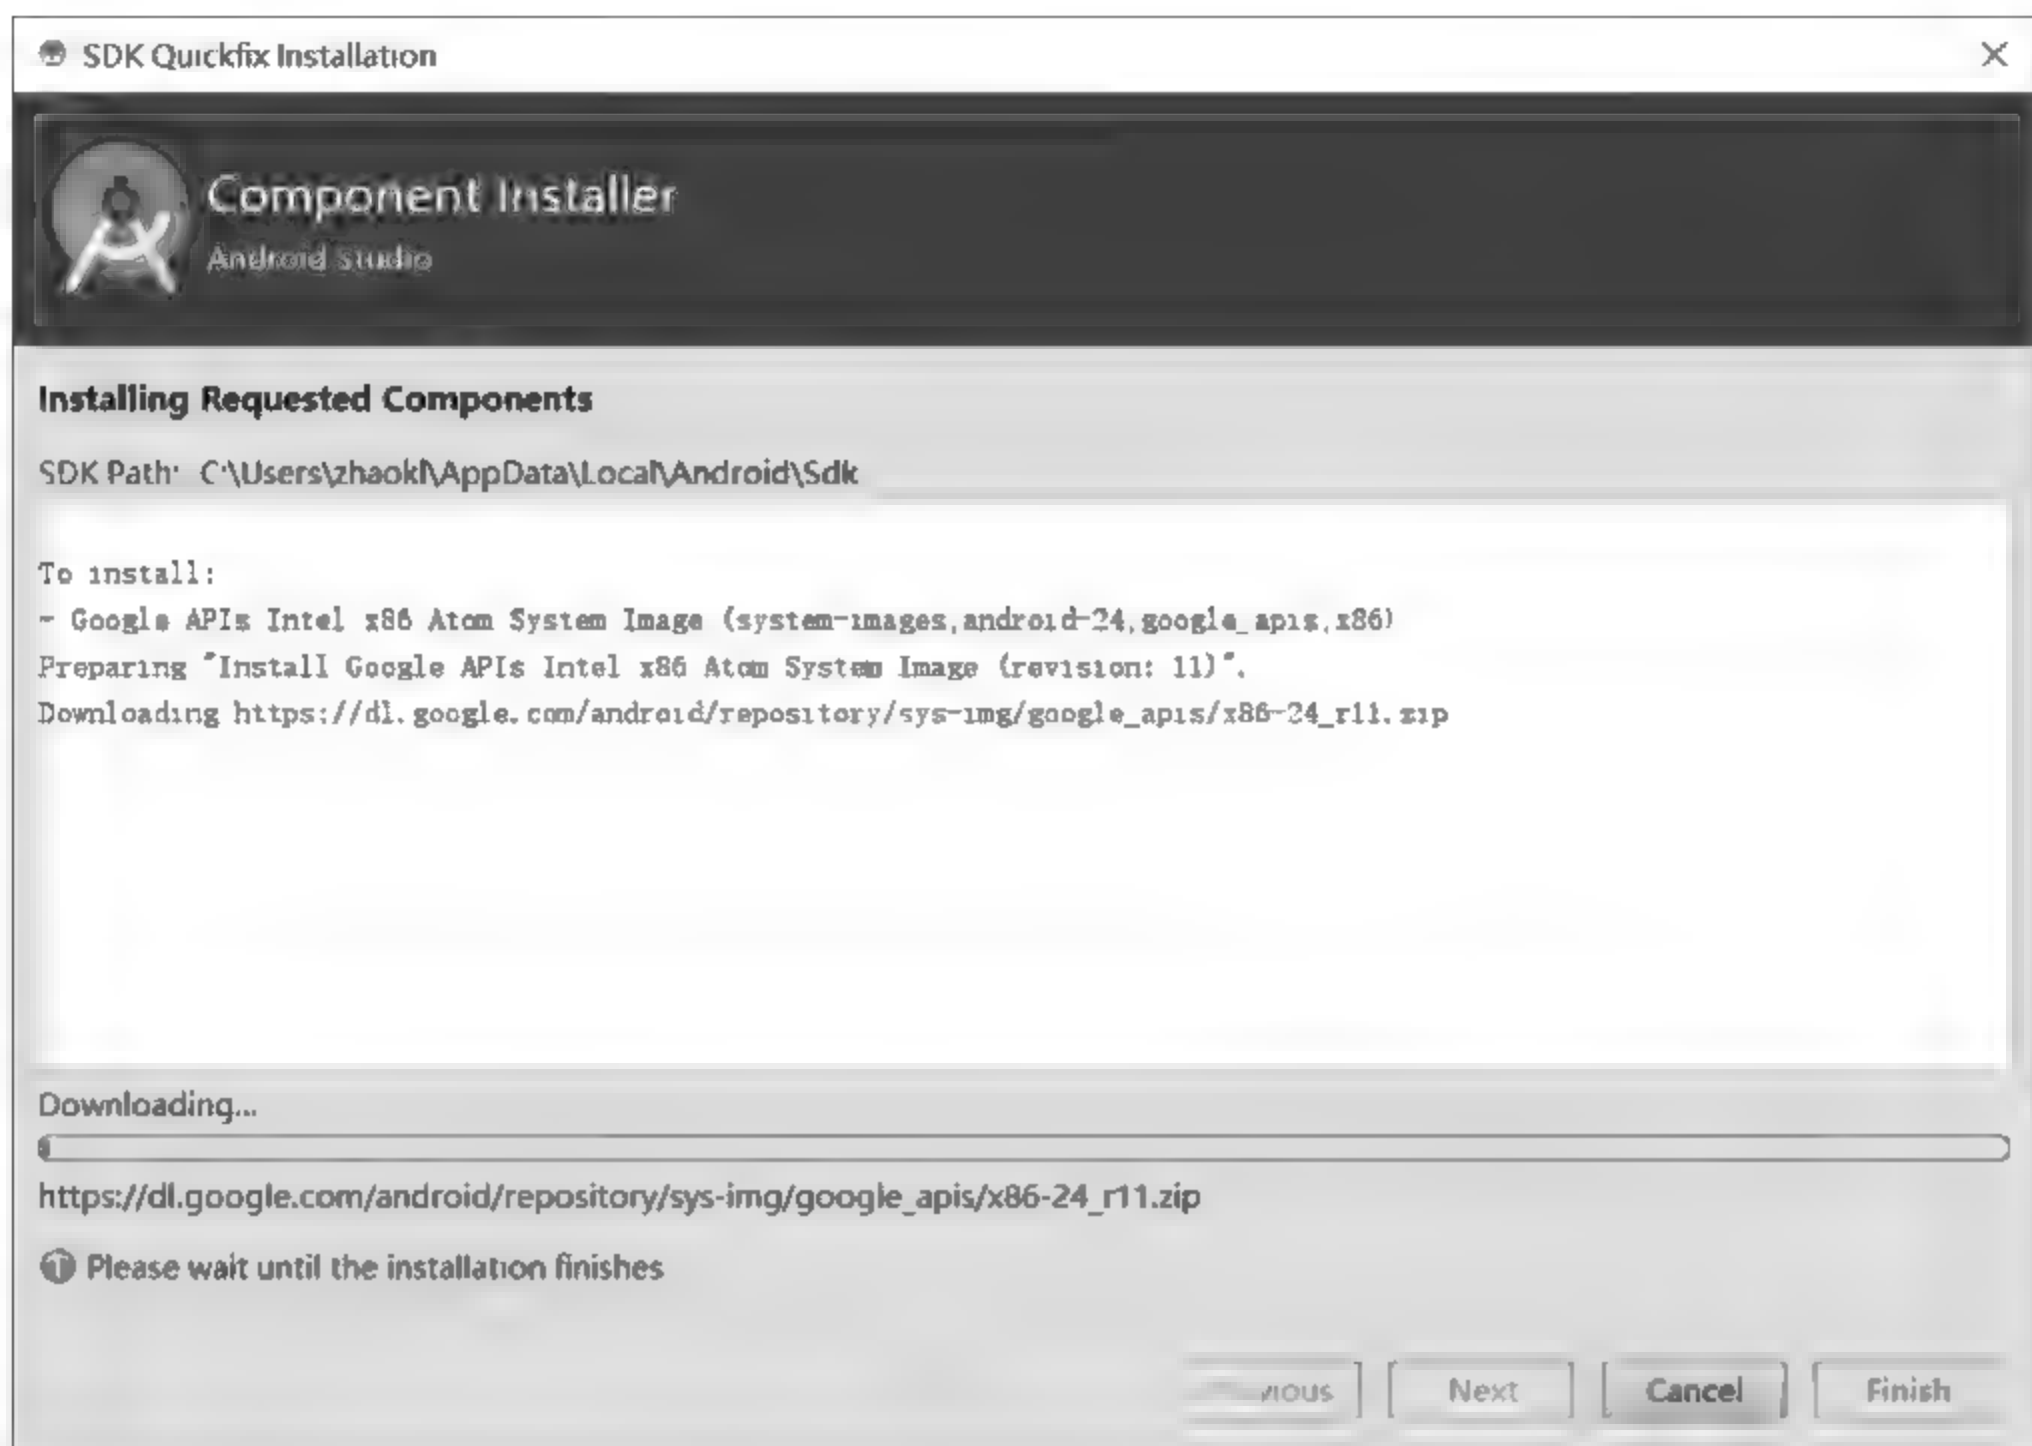 SDK Quickfix Installation
Component Installer
Android Studio
Installing Requested Components
SDK Path: C:\Users\zhaokl\AppData\Local\Android\Sdk
To install:
- Google APIs Intel x86 Atom System Image (system-images;android-24;google_apis;x86)
Preparing "Install Google APIs Intel x86 Atom System Image (revision: 11)".
Downloading https://dl.google.com/android/repository/sys-img/google_apis/x86-24_r11.zip
Downloading...
https://dl.google.com/android/repository/sys-img/google_apis/x86-24_r11.zip
Please wait until the installation finishes
Next Cancel Finish